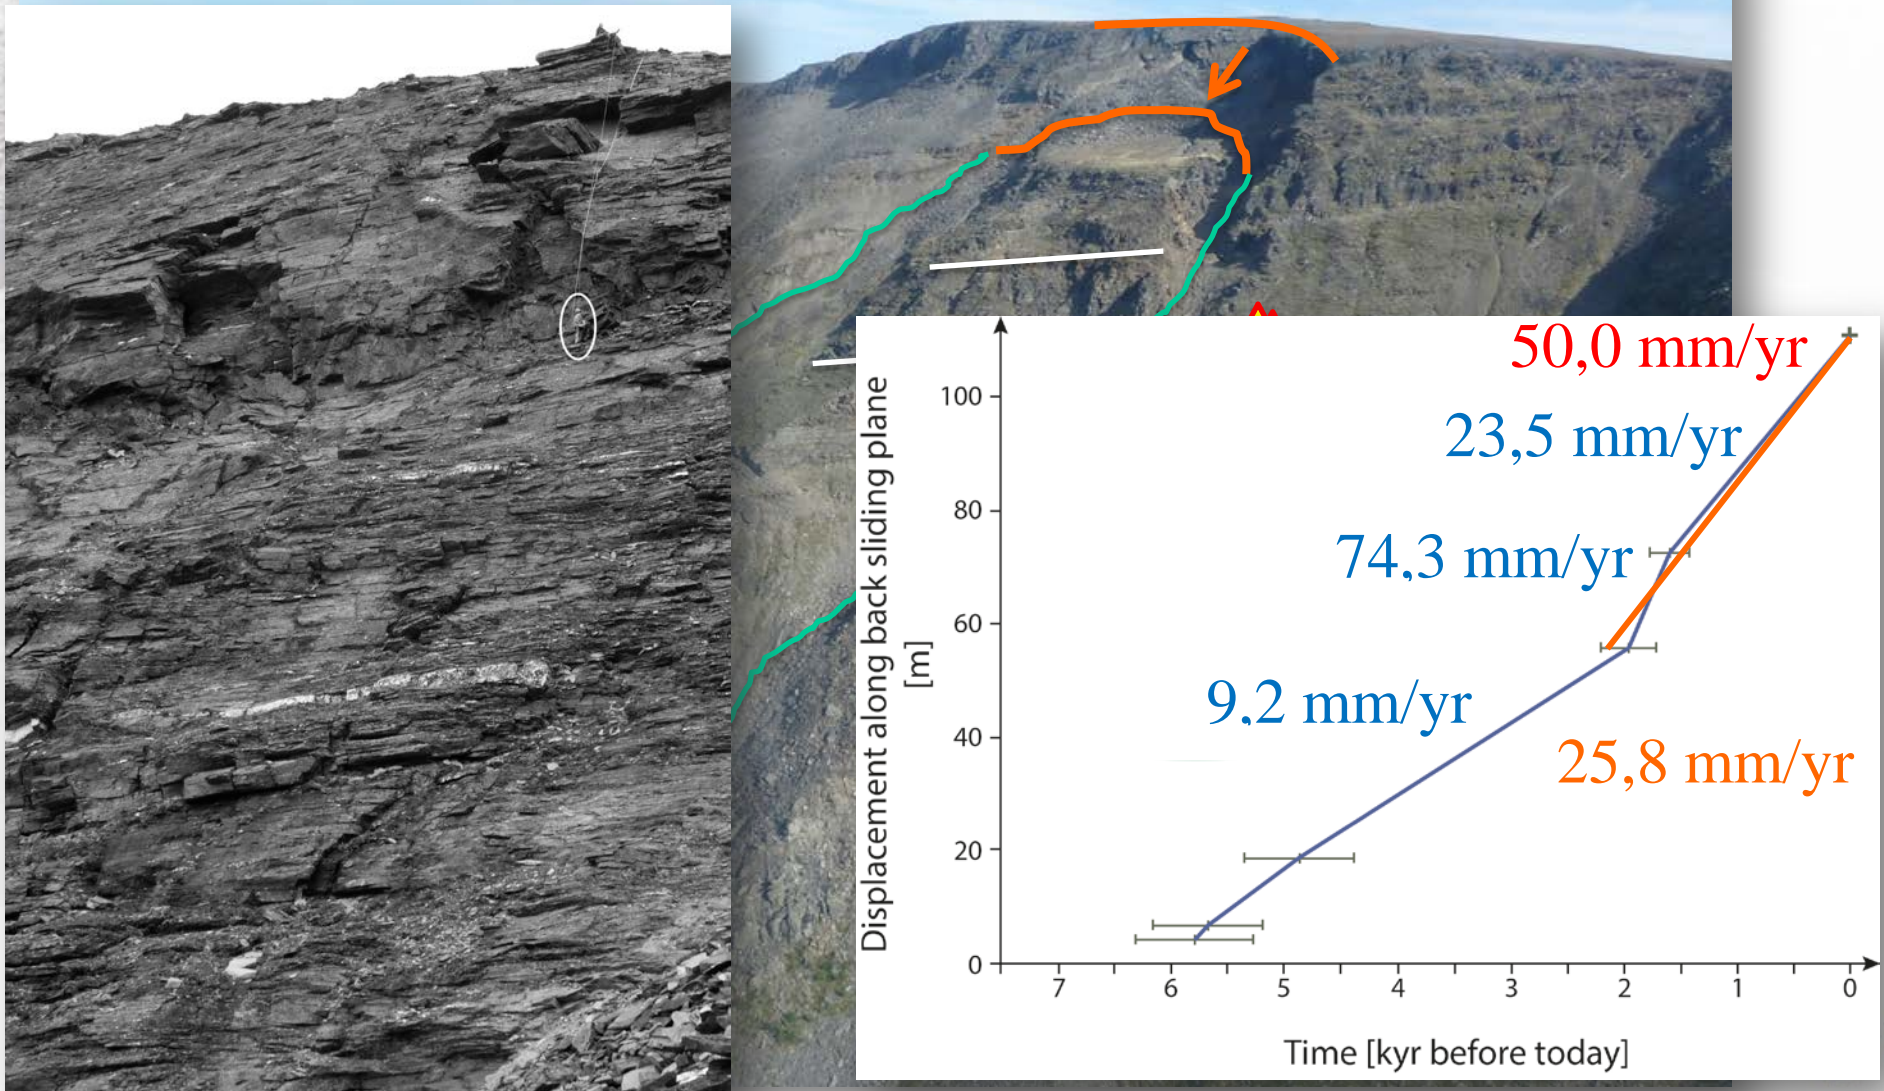 50,0 mm/yr
23,5 mm/yr
74,3 mm/yr
9,2 mm/yr
25,8 mm/yr
Displacement along back sliding plane
[m]
100
80
60
40
20
0
7 6 5 4 3 2 1 0
Time [kyr before today]